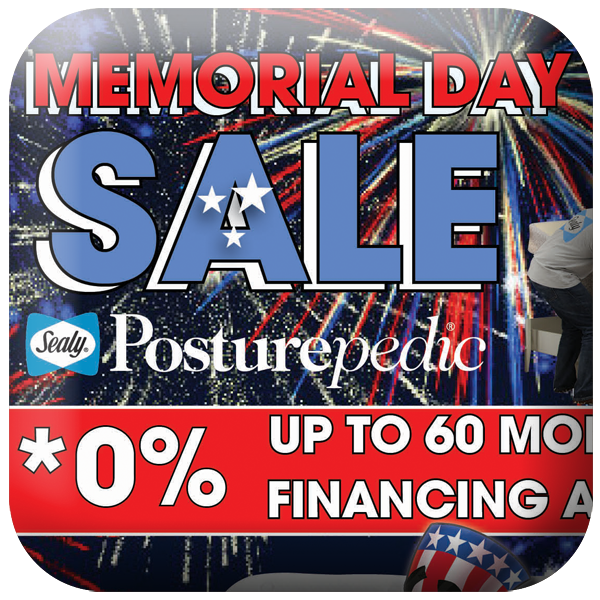 MEMORIAL DAY
SALE
Sealy® Posturepedic®
*0%
UP TO 60
FINANCING